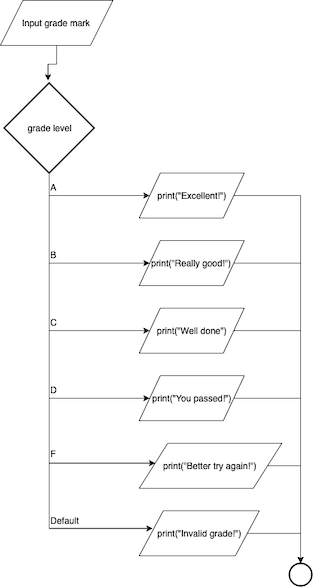 Input grade mark
grade level
A
print("Excellent!")
B
print("Really good!")
C
print("Well done")
D
print("You passed!")
F
print("Better try again!")
Default
print("Invalid grade!")